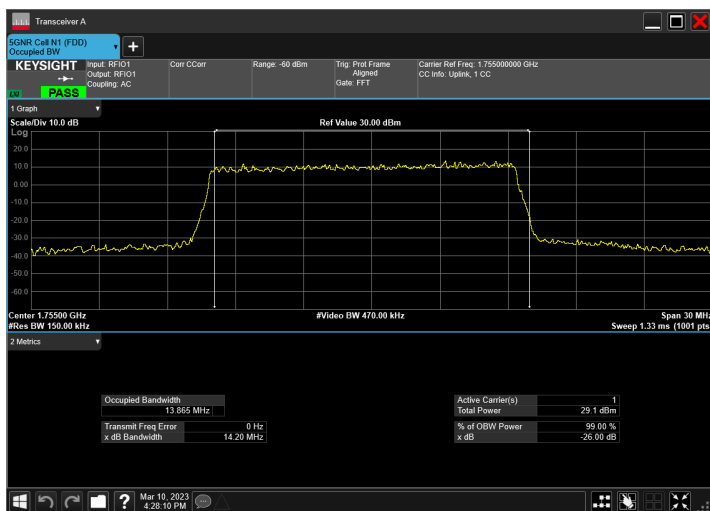 Transceiver A
5GNR Cell N1 (FDD)
Occupied BW
KEYSIGHT
LXI
PASS
Input: RFIO1
Output: RFIO1
Coupling: AC
Corr CCorr
Range: -60 dBm
Trig: Prot Frame
Aligned
Gate: FFT
Carrier Ref Freq: 1.755000000 GHz
CC Info: Uplink, 1 CC
1 Graph
Scale/Div 10.0 dB
Ref Value 30.00 dBm
Log
20.0
10.0
0.00
-10.0
-20.0
-30.0
-40.0
-50.0
-60.0
Center 1.75500 GHz
#Video BW 470.00 kHz
Span 30 MHz
#Res BW 150.00 kHz
Sweep 1.33 ms (1001 pts
2 Metrics
Occupied Bandwidth
13.865 MHz
Transmit Freq Error 0 Hz
x dB Bandwidth 14.20 MHz
Active Carrier(s) 1
Total Power 29.1 dBm
% of OBW Power 99.00 %
x dB -26.00 dB
?
Mar 10, 2023
4:28:10 PM